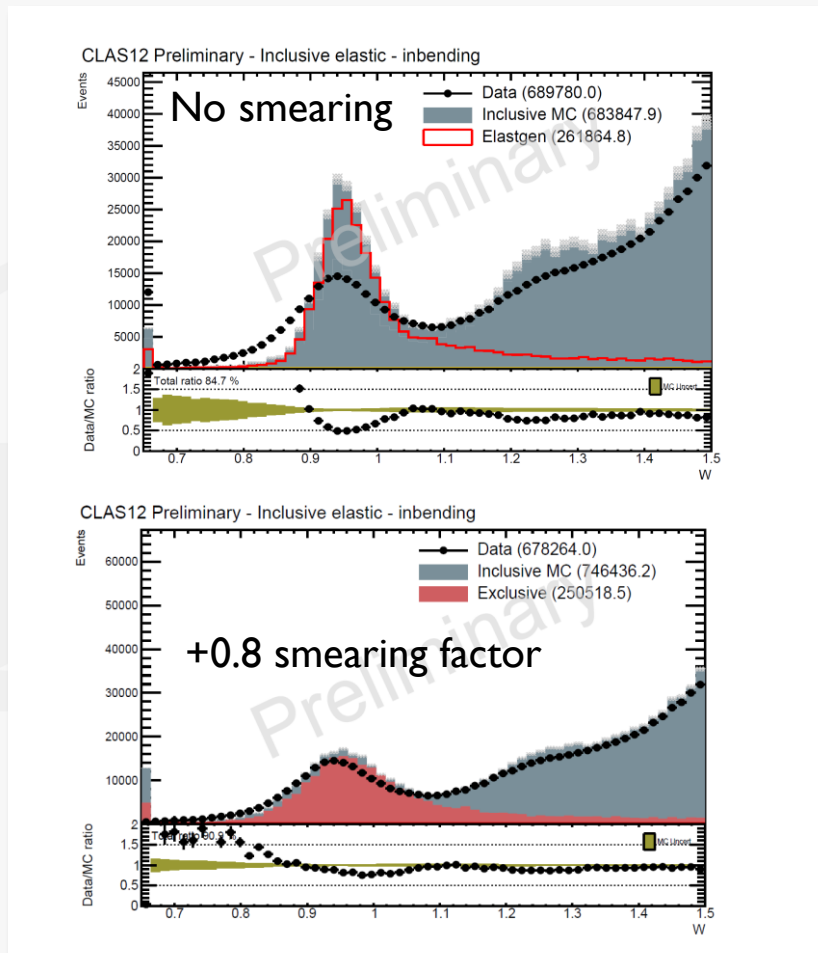 CLAS12 Preliminary - Inclusive elastic - inbending
Events
45000
40000
35000
30000
25000
20000
15000
10000
5000
No smearing
Data (689780.0)
Inclusive MC (683847.9)
Elastgen (261864.8)
Preliminary
Data/MC ratio
2
1.5
1
0.5
0
Total ratio 84.7 %
MC Uncert.
0.7 0.8 0.9 1 1.1 1.2 1.3 1.4 1.5
W
CLAS12 Preliminary - Inclusive elastic - inbending
Events
60000
50000
40000
30000
20000
10000
Data (678264.0)
Inclusive MC (746436.2)
Exclusive (250518.5)
+0.8 smearing factor
Preliminary
Data/MC ratio
2
1.5
1
0.5
0
Total ratio 90.9 %
MC Uncert.
0.7 0.8 0.9 1 1.1 1.2 1.3 1.4 1.5
W